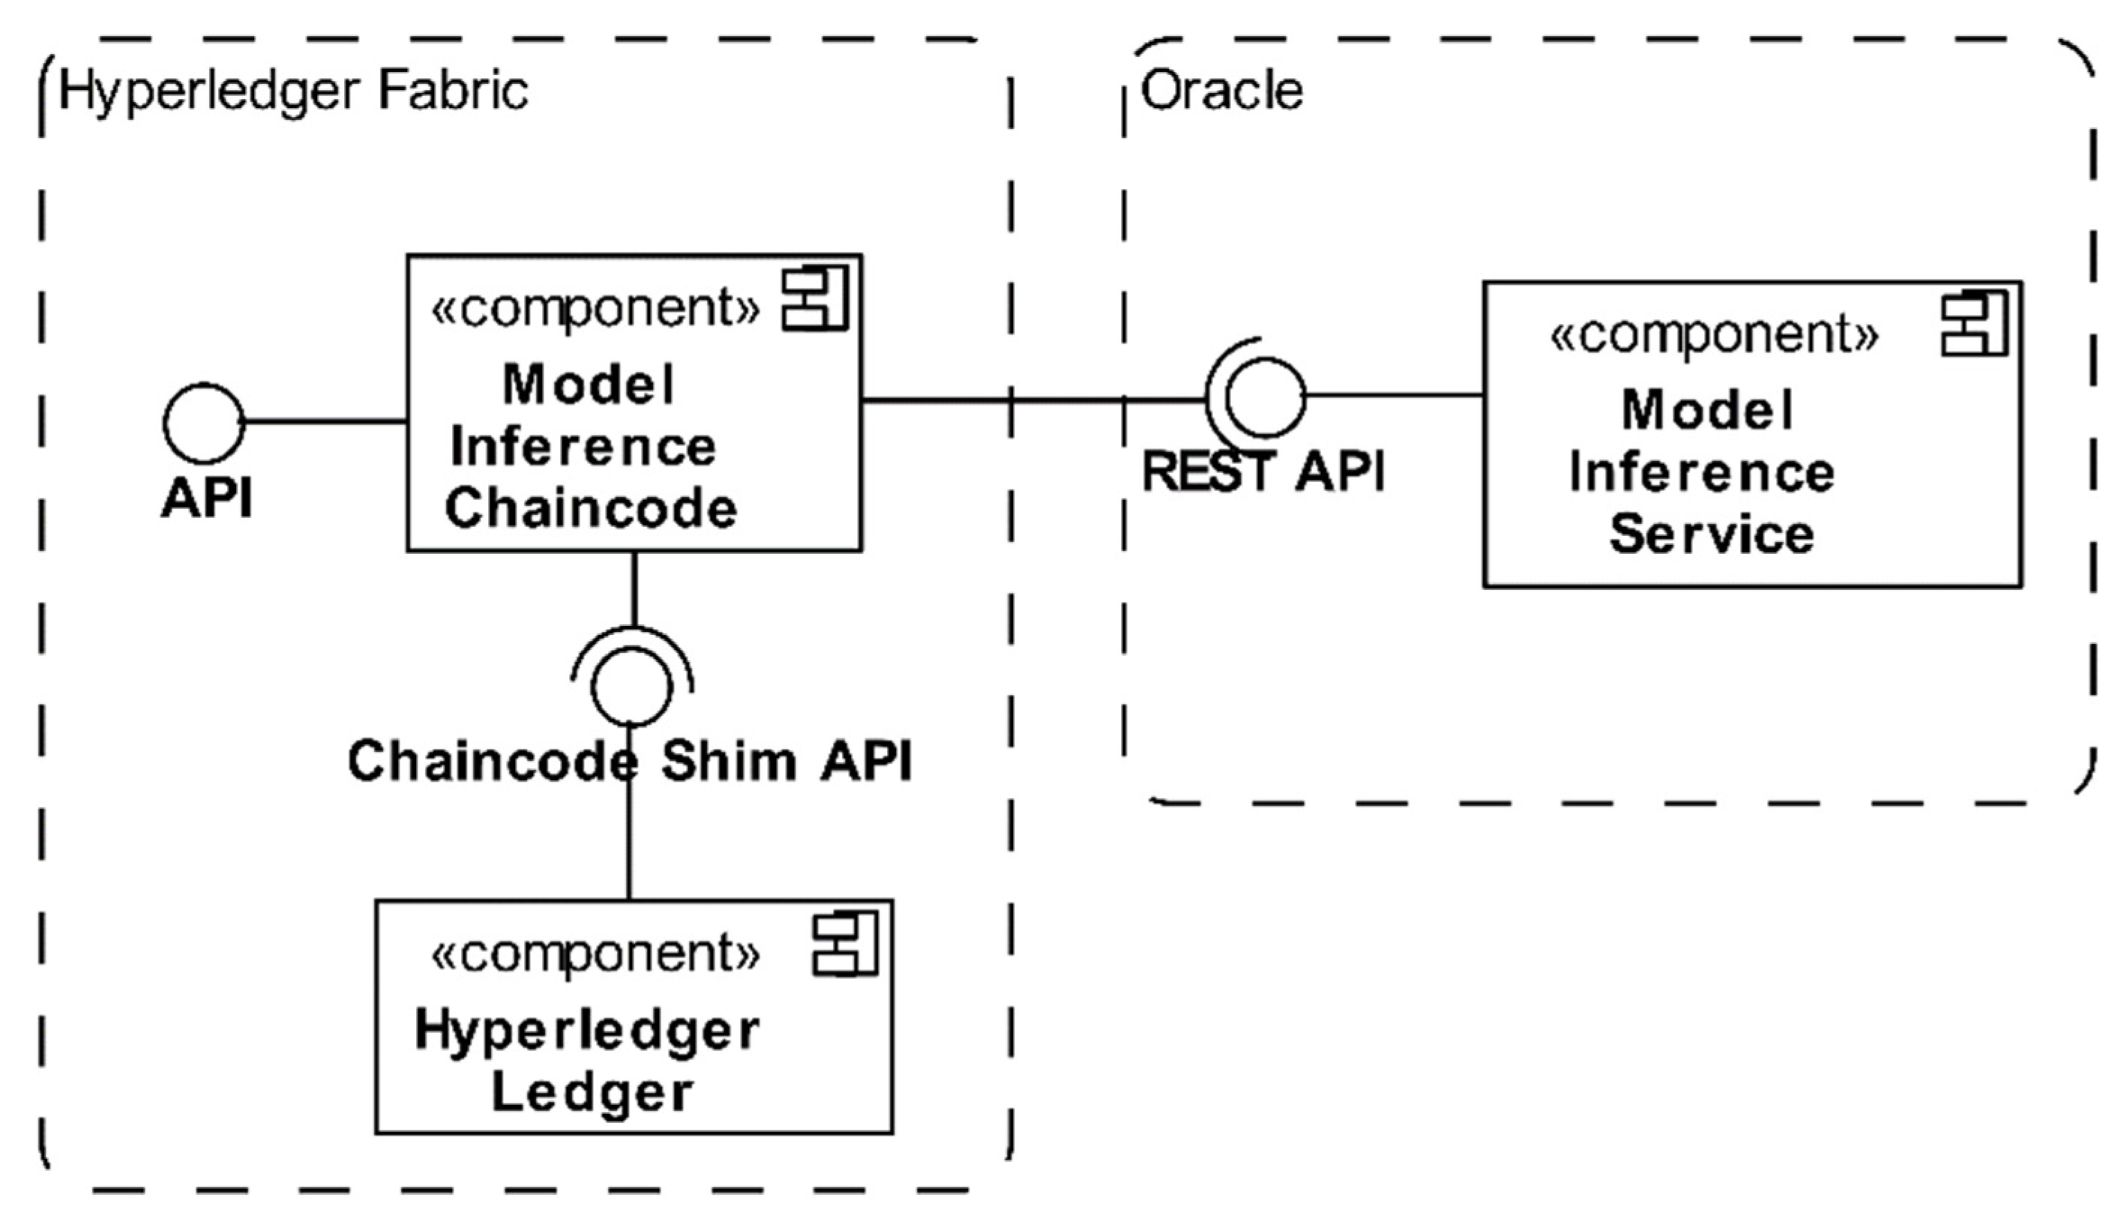 Hyperledger Fabric
«component»
Model
Inference
Chaincode
API
Chaincode Shim API
«component»
Hyperledger
Ledger
Oracle
REST API
«component»
Model
Inference
Service